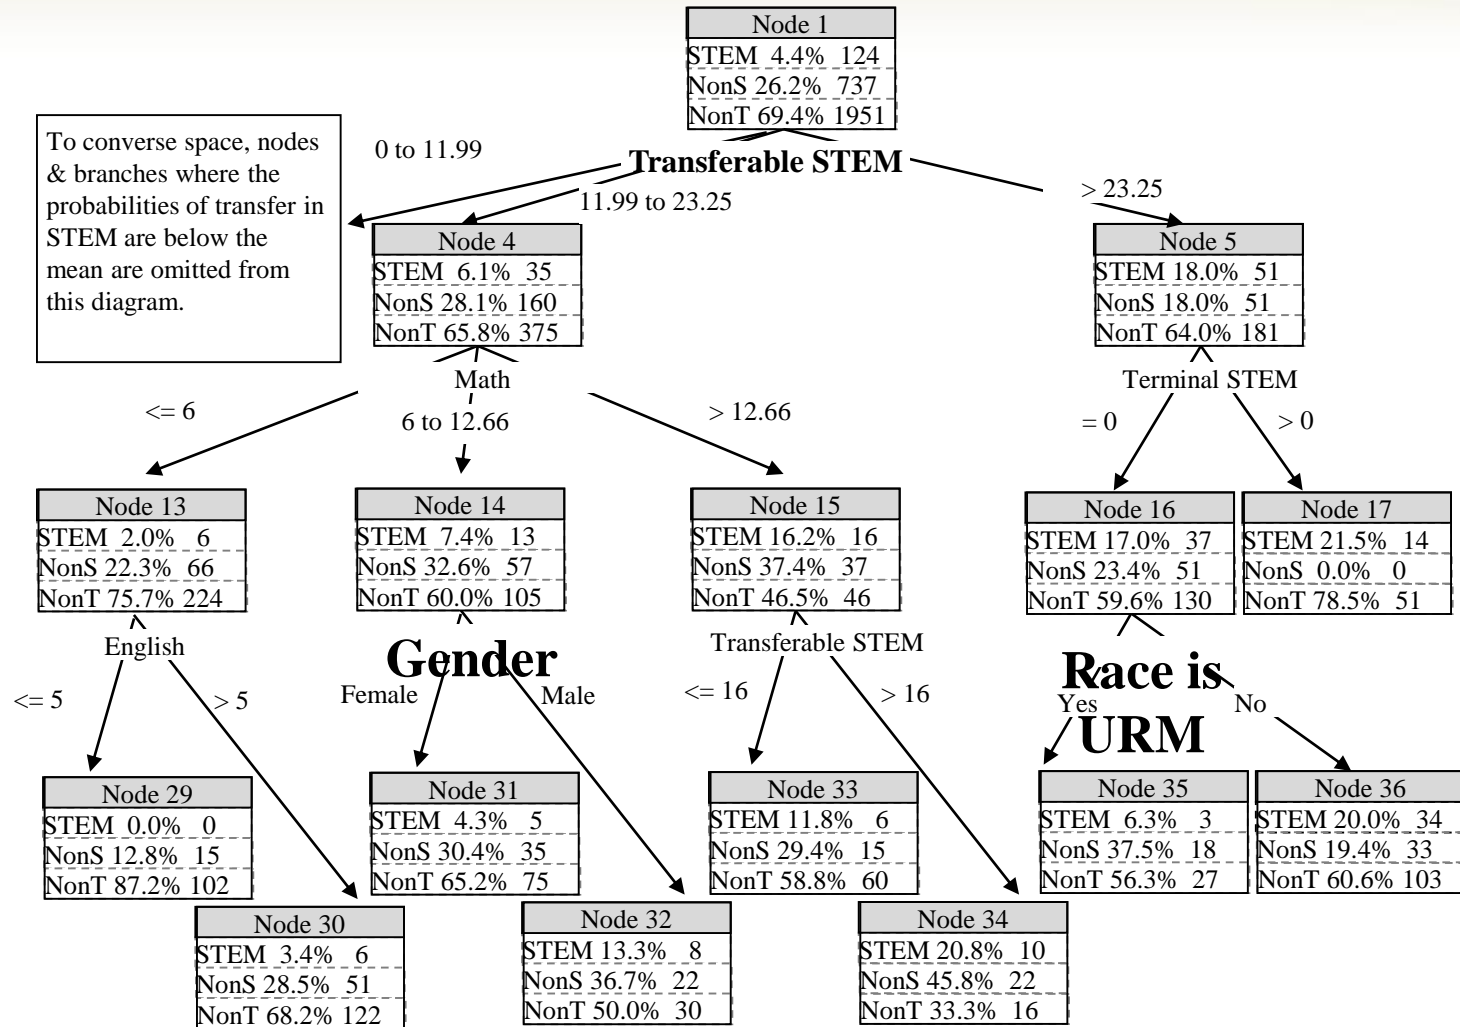 Node 1
STEM 4.4% 124
NonS 26.2% 737
NonT 69.4% 1951
To converse space, nodes
& branches where the
probabilities of transfer in
STEM are below the
mean are omitted from
this diagram.
0 to 11.99
Transferable STEM
11.99 to 23.25
> 23.25
Node 4
STEM 6.1% 35
NonS 28.1% 160
NonT 65.8% 375
Node 5
STEM 18.0% 51
NonS 18.0% 51
NonT 64.0% 181
Math
<= 6
6 to 12.66
> 12.66
Terminal STEM
= 0
> 0
Node 13
STEM 2.0% 6
NonS 22.3% 66
NonT 75.7% 224
Node 14
STEM 7.4% 13
NonS 32.6% 57
NonT 60.0% 105
Node 15
STEM 16.2% 16
NonS 37.4% 37
NonT 46.5% 46
Node 16
STEM 17.0% 37
NonS 23.4% 51
NonT 59.6% 130
Node 17
STEM 21.5% 14
NonS 0.0% 0
NonT 78.5% 51
English
<= 5
> 5
Gender
Female
Male
Transferable STEM
<= 16
> 16
Race is
URM
Yes
No
Node 29
STEM 0.0% 0
NonS 12.8% 15
NonT 87.2% 102
Node 31
STEM 4.3% 5
NonS 30.4% 35
NonT 65.2% 75
Node 33
STEM 11.8% 6
NonS 29.4% 15
NonT 58.8% 60
Node 35
STEM 6.3% 3
NonS 37.5% 18
NonT 56.3% 27
Node 36
STEM 20.0% 34
NonS 19.4% 33
NonT 60.6% 103
Node 30
STEM 3.4% 6
NonS 28.5% 51
NonT 68.2% 122
Node 32
STEM 13.3% 8
NonS 36.7% 22
NonT 50.0% 30
Node 34
STEM 20.8% 10
NonS 45.8% 22
NonT 33.3% 16